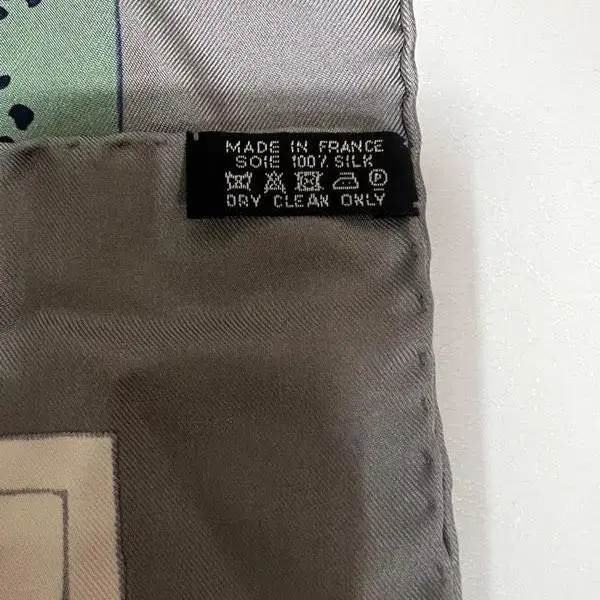 MADE IN FRANCE
SOIE 100% SILK
P
DRY CLEAN ONLY